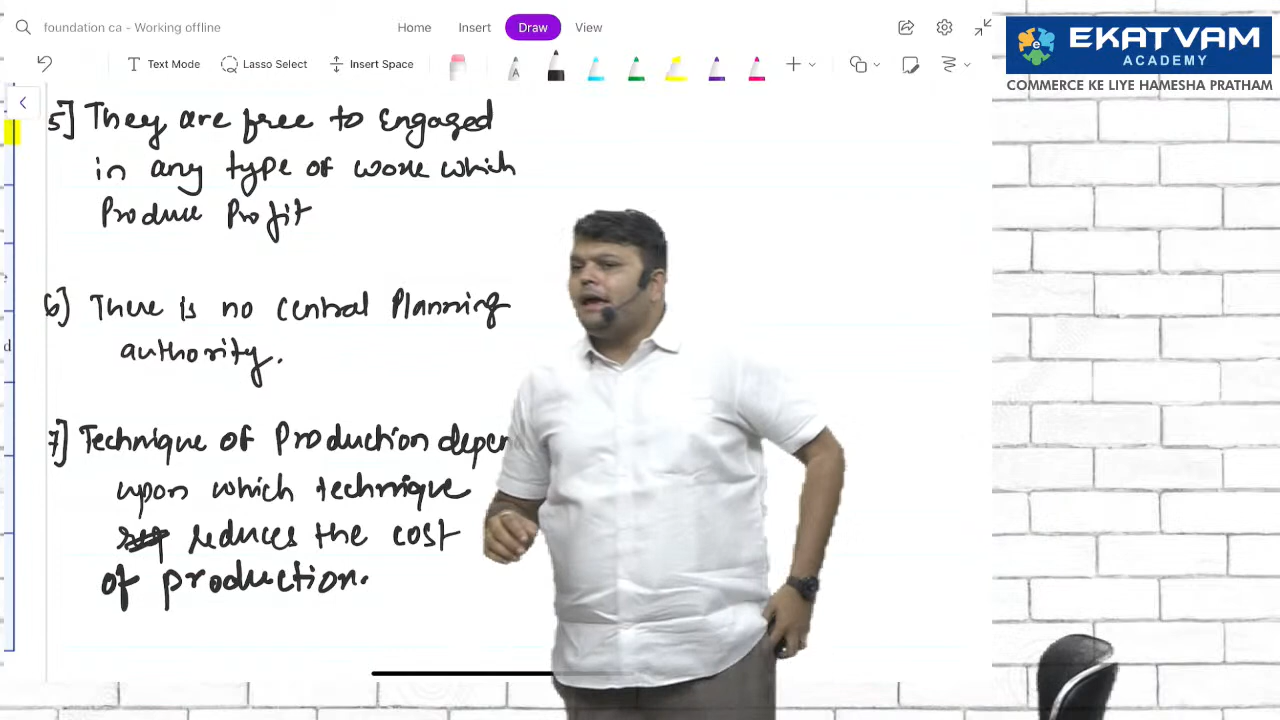 foundation ca - Working offline
Home
Insert
Draw
View
Text Mode
Lasso Select
Insert Space
A
EKATVAM
ACADEMY
COMMERCE KE LIYE HAMESHA PRATHAM
5] They are free to Engaged
in any type of work which
Produce Profit
6] There is no Central Planning
authority.
7] Technique of Production depen
upon which technique
reduces the cost
of production.
d